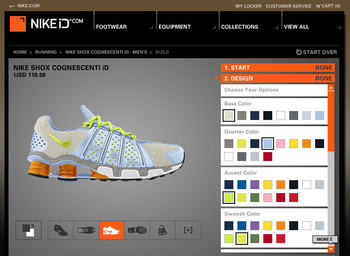 ← NIKE.COM
MY LOCKER CUSTOMER SERVICE CART (0)
NIKEiD.COM
FOOTWEAR EQUIPMENT COLLECTIONS VIEW ALL
HOME > RUNNING > NIKE SHOX COGNESCENTI iD - MEN'S > BUILD
START OVER
NIKE SHOX COGNESCENTI iD
USD 110.00
1. START DONE
2. DESIGN DONE
Choose Your Options
Base Color
Quarter Color
Accent Color
Swoosh Color
MORE